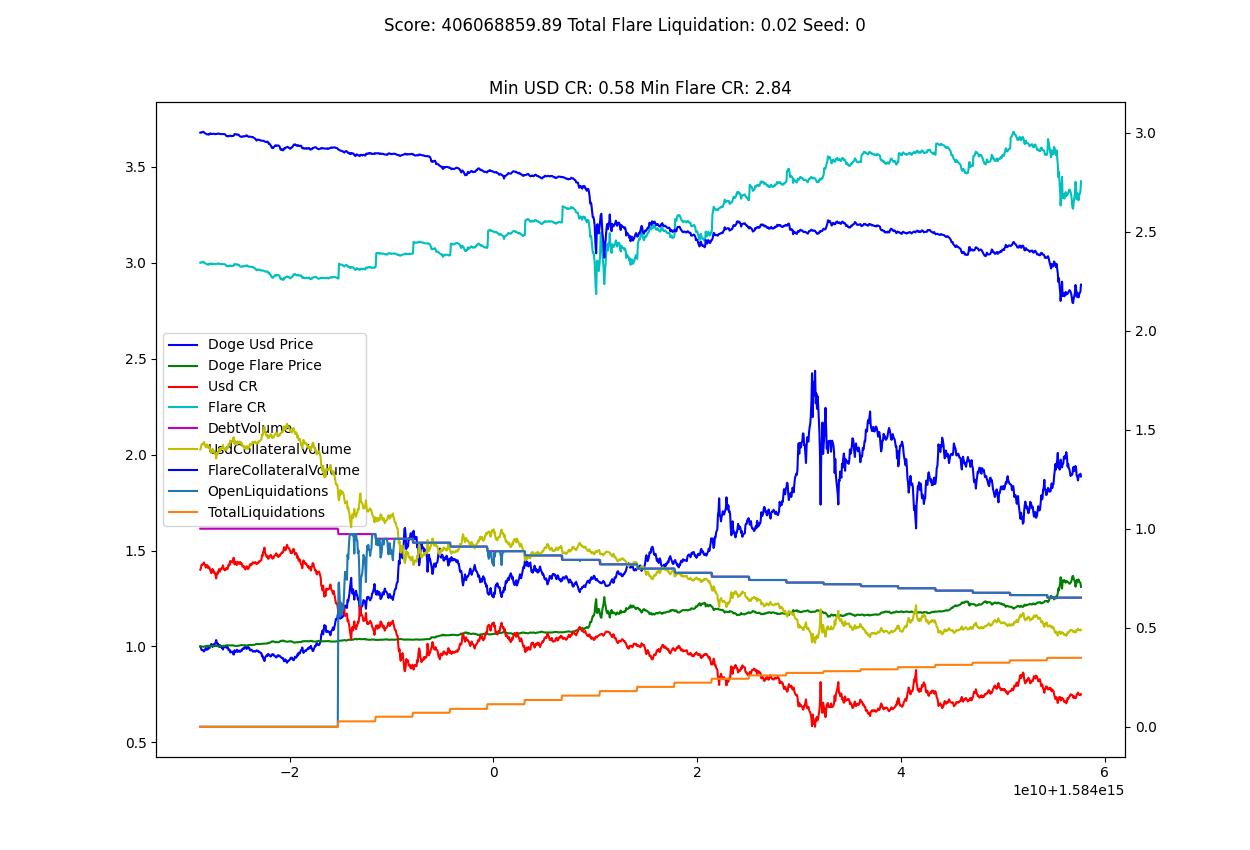 Score: 406068859.89 Total Flare Liquidation: 0.02 Seed: 0
Min USD CR: 0.58 Min Flare CR: 2.84
3.5
3.0
2.5
2.0
1.5
1.0
0.5
3.0
2.5
2.0
1.5
1.0
0.5
0.0
Doge Usd Price
Doge Flare Price
Usd CR
Flare CR
DebtVolume
UsdCollateralVolume
FlareCollateralVolume
OpenLiquidations
TotalLiquidations
−2 0 2 4 6
1e10+1.584e15